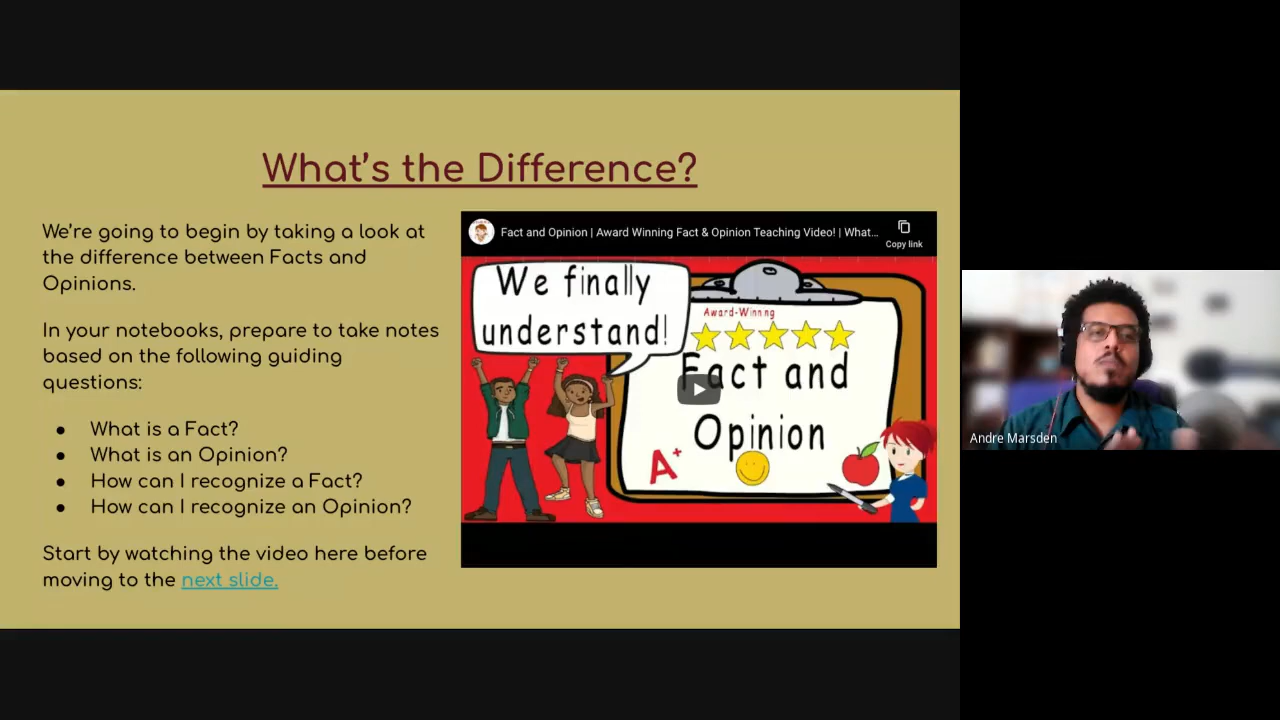 What's the Difference?
We're going to begin by taking a look at
the difference between Facts and
Opinions.
In your notebooks, prepare to take notes
based on the following guiding
questions:
● What is a Fact?
● What is an Opinion?
● How can I recognize a Fact?
● How can I recognize an Opinion?
Start by watching the video here before
moving to the next slide.
Fact and Opinion | Award Winning Fact & Opinion Teaching Video! | What...
Copy link
We finally
understand!
Award-Winning
Fact and
Opinion
A+
Andre Marsden